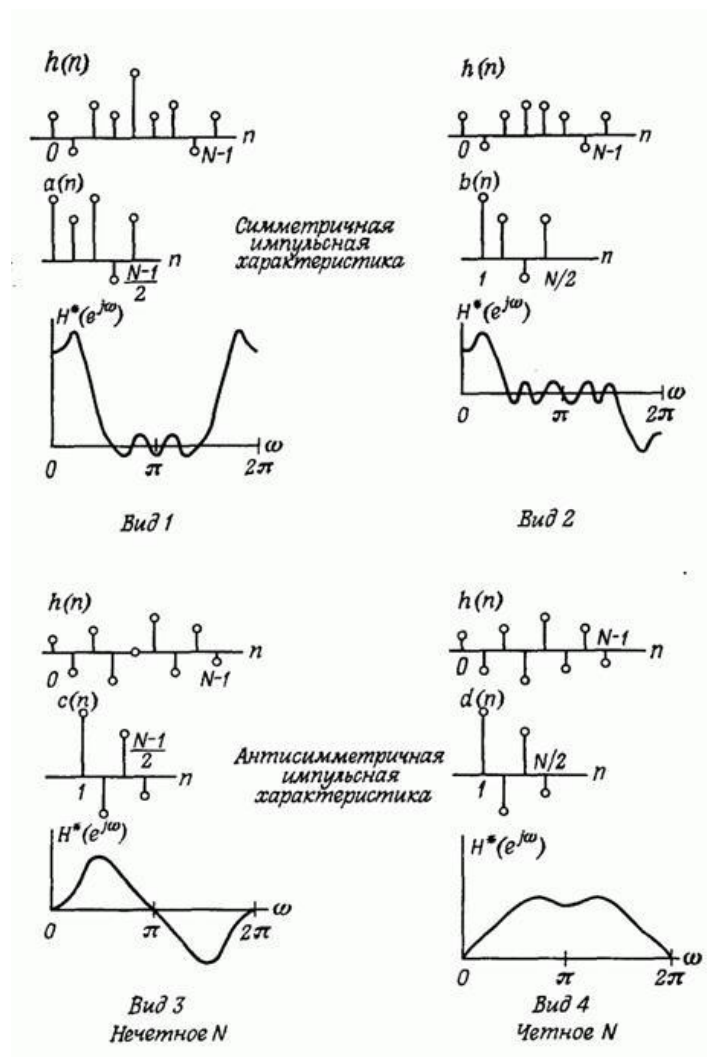 h(n)
0
N-1
n
a(n)
N-1
2
n
H*(e^jω)
0
π
2π
ω
Вид 1
h(n)
0
N-1
n
b(n)
1
N/2
n
H*(e^jω)
0
π
2π
ω
Вид 2
Симметричная
импульсная
характеристика
h(n)
0
N-1
n
c(n)
1
N-1
2
n
H*(e^jω)
0
π
2π
ω
Вид 3
Нечетное N
Антисимметричная
импульсная
характеристика
h(n)
0
N-1
n
d(n)
1
N/2
n
H*(e^jω)
0
π
2π
ω
Вид 4
Четное N